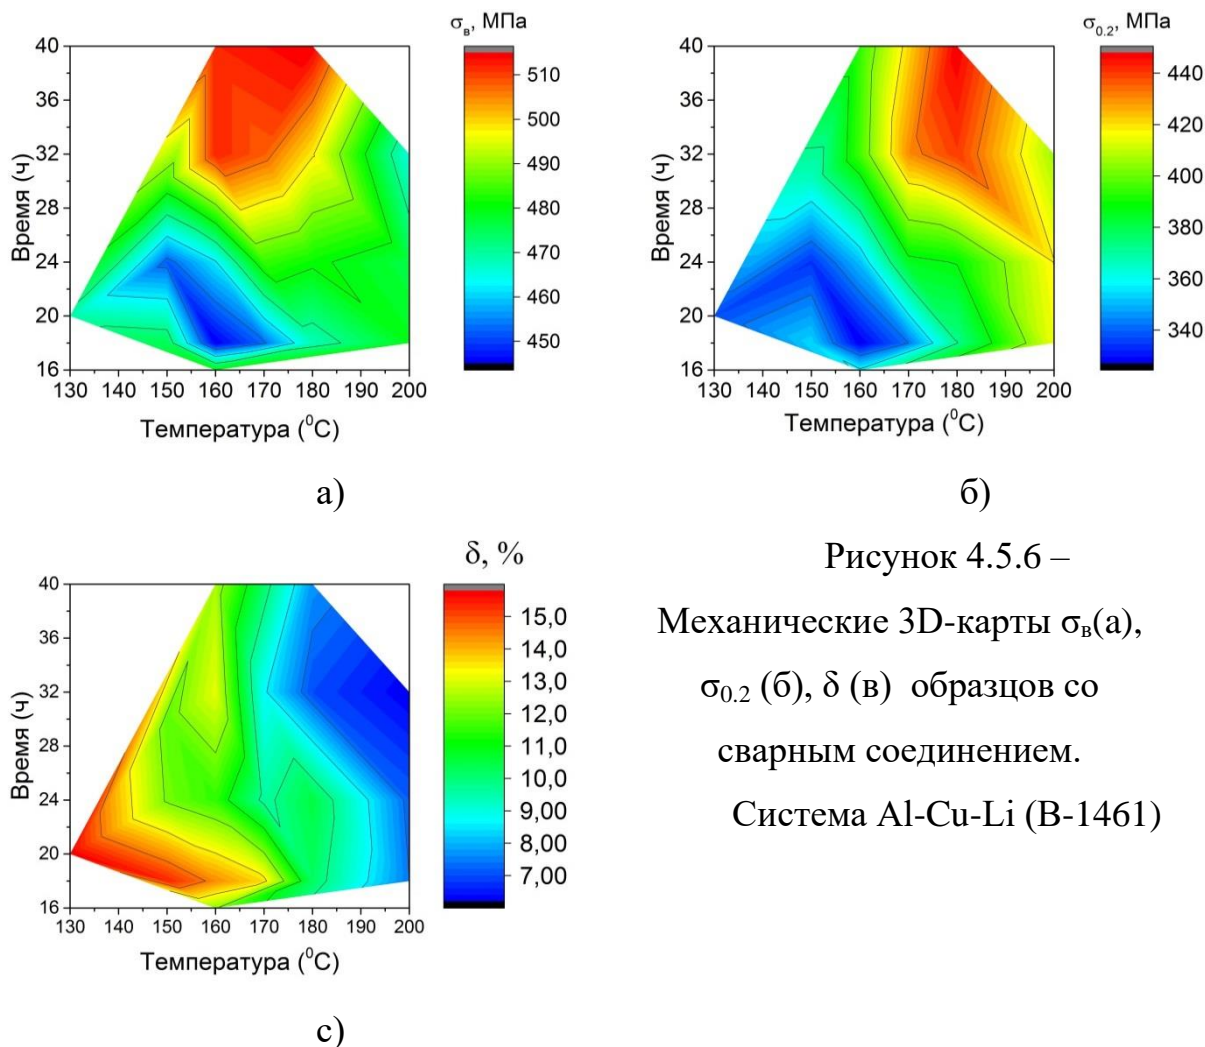 σв, МПа
40
36
32
28
24
20
16
Время (ч)
510
500
490
480
470
460
450
130 140 150 160 170 180 190 200
Температура (⁰C)
а)
σ0.2, МПа
40
36
32
28
24
20
16
Время (ч)
440
420
400
380
360
340
130 140 150 160 170 180 190 200
Температура (⁰C)
б)
δ, %
40
36
32
28
24
20
16
Время (ч)
15,0
13,0
12,0
11,0
10,0
9,00
8,00
7,00
130 140 150 160 170 180 190 200
Температура (⁰C)
с)
Рисунок 4.5.6 –
Механические 3D-карты σв(а),
σ0.2 (б), δ (в) образцов со
сварным соединением.
Система Al-Cu-Li (В-1461)